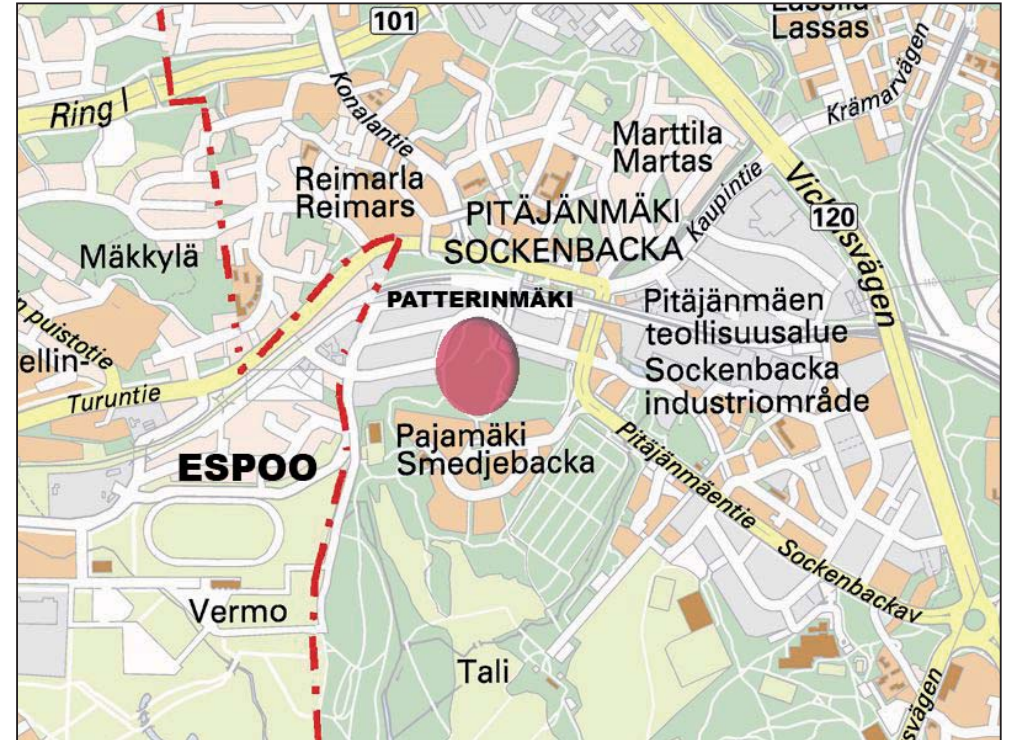 Lassas
101
Ring I
Konalantie
Krämarvägen
Marttila
Martas
Reimarla
Reimars
Kaupintie
PITÄJÄNMÄKI
SOCKENBACKA
120
Mäkkylä
PATTERINMÄKI
Pitäjänmäen
teollisuusalue
Sockenbacka
industriområde
puistotie
ellin-
Turuntie
Pajamäki
Smedjebacka
ESPOO
Pitäjänmäentie
Sockenbackav
Vermo
Tali
svägen